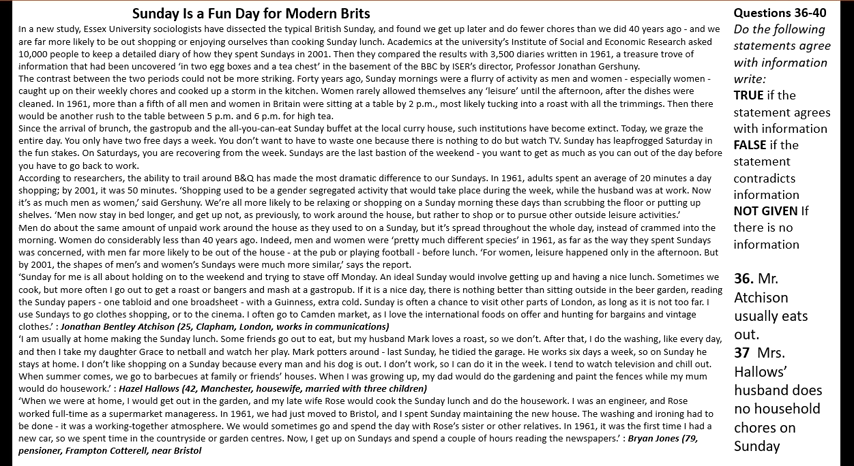 Sunday Is a Fun Day for Modern Brits
In a new study, Essex University sociologists have dissected the typical British Sunday, and found we get up later and do fewer chores than we did 40 years ago - and we
are far more likely to be out shopping or enjoying ourselves than cooking Sunday lunch. Academics at the university's Institute of Social and Economic Research asked
10,000 people to keep a detailed diary of how they spent Sundays in 2001. Then they compared the results with 3,500 diaries written in 1961, a treasure trove of
information that had been uncovered 'in two egg boxes and a tea chest' in the basement of the BBC by ISER's director, Professor Jonathan Gershuny.
The contrast between the two periods could not be more striking. Forty years ago, Sunday mornings were a flurry of activity as men and women - especially women -
caught up on their weekly chores and cooked up a storm in the kitchen. Women rarely allowed themselves any 'leisure' until the afternoon, after the dishes were
cleaned. In 1961, more than a fifth of all men and women in Britain were sitting at a table by 2 p.m., most likely tucking into a roast with all the trimmings. Then there
would be another rush to the table between 5 p.m. and 6 p.m. for high tea.
Since the arrival of brunch, the gastropub and the all-you-can-eat Sunday buffet at the local curry house, such institutions have become extinct. Today, we graze the
entire day. You only have two free days a week. You don't want to have to waste one because there is nothing to do but watch TV. Sunday has leapfrogged Saturday in
the fun stakes. On Saturdays, you are recovering from the week. Sundays are the last bastion of the weekend - you want to get as much as you can out of the day before
you have to go back to work.
According to researchers, the ability to trail around B&Q has made the most dramatic difference to our Sundays. In 1961, adults spent an average of 20 minutes a day
shopping; by 2001, it was 50 minutes. 'Shopping used to be a gender segregated activity that would take place during the week, while the husband was at work. Now
it's as much men as women,' said Gershuny. We're all more likely to be relaxing or shopping on a Sunday morning these days than scrubbing the floor or putting up
shelves. 'Men now stay in bed longer, and get up not, as previously, to work around the house, but rather to shop or to pursue other outside leisure activities.'
Men do about the same amount of unpaid work around the house as they used to on a Sunday, but it's spread throughout the whole day, instead of crammed into the
morning. Women do considerably less than 40 years ago. Indeed, men and women were 'pretty much different species' in 1961, as far as the way they spent Sundays
was concerned, with men far more likely to be out of the house - at the pub or playing football - before lunch. 'For women, leisure happened only in the afternoon. But
by 2001, the shapes of men's and women's Sundays were much more similar,' says the report.
'Sunday for me is all about holding on to the weekend and trying to stave off Monday. An ideal Sunday would involve getting up and having a nice lunch. Sometimes we
cook, but more often I go out to get a roast or bangers and mash at a gastropub. If it is a nice day, there is nothing better than sitting outside in the beer garden, reading
the Sunday papers - one tabloid and one broadsheet - with a Guinness, extra cold. Sunday is often a chance to visit other parts of London, as long as it is not too far. I
use Sundays to go clothes shopping, or to the cinema. I often go to Camden market, as I love the international foods on offer and hunting for bargains and vintage
clothes.' : Jonathan Bentley Atchison (25, Clapham, London, works in communications)
'I am usually at home making the Sunday lunch. Some friends go out to eat, but my husband Mark loves a roast, so we don't. After that, I do the washing, like every day,
and then I take my daughter Grace to netball and watch her play. Mark potters around - last Sunday, he tidied the garage. He works six days a week, so on Sunday he
stays at home. I don't like shopping on a Sunday because every man and his dog is out. I don't work, so I can do it in the week. I tend to watch television and chill out.
When summer comes, we go to barbecues at family or friends' houses. When I was growing up, my dad would do the gardening and paint the fences while my mum
would do housework.' : Hazel Hallows (42, Manchester, housewife, married with three children)
'When we were at home, I would get out in the garden, and my late wife Rose would cook the Sunday lunch and do the housework. I was an engineer, and Rose
worked full-time as a supermarket manageress. In 1961, we had just moved to Bristol, and I spent Sunday maintaining the new house. The washing and ironing had to
be done - it was a working-together atmosphere. We would sometimes go and spend the day with Rose's sister or other relatives. In 1961, it was the first time I had a
new car, so we spent time in the countryside or garden centres. Now, I get up on Sundays and spend a couple of hours reading the newspapers.' : Bryan Jones (79,
pensioner, Frampton Cotterell, near Bristol
Questions 36-40
Do the following
statements agree
with information
write:
TRUE if the
statement agrees
with information
FALSE if the
statement
contradicts
information
NOT GIVEN If
there is no
information
36. Mr.
Atchison
usually eats
out.
37 Mrs.
Hallows'
husband does
no household
chores on
Sunday